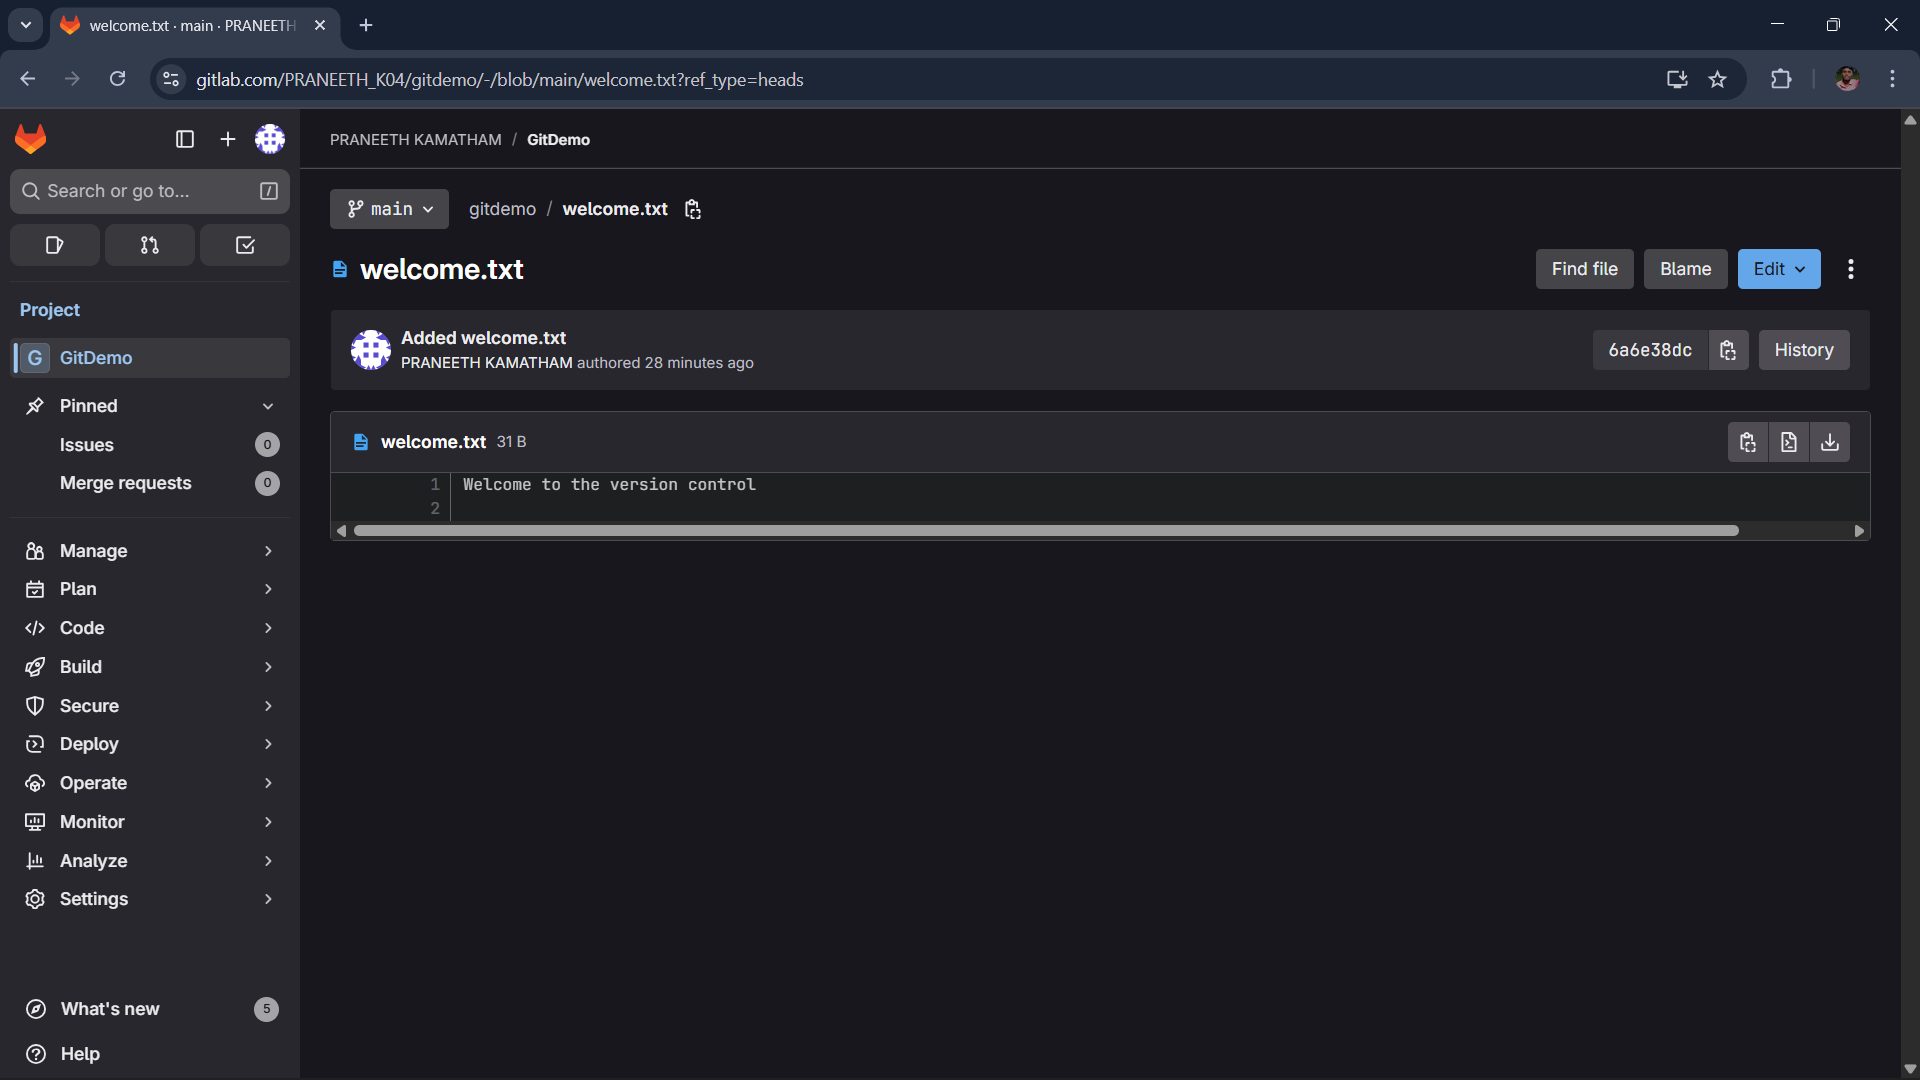 welcome.txt · main · PRANEETH
gitlab.com/PRANEETH_K04/gitdemo/-/blob/main/welcome.txt?ref_type=heads
PRANEETH KAMATHAM / GitDemo
Search or go to... /
main gitdemo / welcome.txt
welcome.txt
Find file Blame Edit
Project
G GitDemo
Added welcome.txt
PRANEETH KAMATHAM authored 28 minutes ago
6a6e38dc History
Pinned
Issues 0
Merge requests 0
welcome.txt 31 B
1 Welcome to the version control
2
Manage
Plan
Code
Build
Secure
Deploy
Operate
Monitor
Analyze
Settings
What's new 5
Help